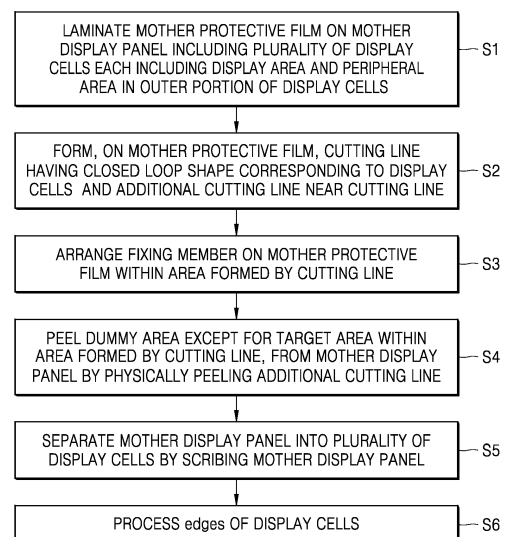 LAMINATE MOTHER PROTECTIVE FILM ON MOTHER
DISPLAY PANEL INCLUDING PLURALITY OF DISPLAY
CELLS EACH INCLUDING DISPLAY AREA AND PERIPHERAL
AREA IN OUTER PORTION OF DISPLAY CELLS
S1
FORM, ON MOTHER PROTECTIVE FILM, CUTTING LINE
HAVING CLOSED LOOP SHAPE CORRESPONDING TO DISPLAY
CELLS AND ADDITIONAL CUTTING LINE NEAR CUTTING LINE
S2
ARRANGE FIXING MEMBER ON MOTHER PROTECTIVE
FILM WITHIN AREA FORMED BY CUTTING LINE
S3
PEEL DUMMY AREA EXCEPT FOR TARGET AREA WITHIN
AREA FORMED BY CUTTING LINE, FROM MOTHER DISPLAY
PANEL BY PHYSICALLY PEELING ADDITIONAL CUTTING LINE
S4
SEPARATE MOTHER DISPLAY PANEL INTO PLURALITY OF
DISPLAY CELLS BY SCRIBING MOTHER DISPLAY PANEL
S5
PROCESS edges OF DISPLAY CELLS
S6